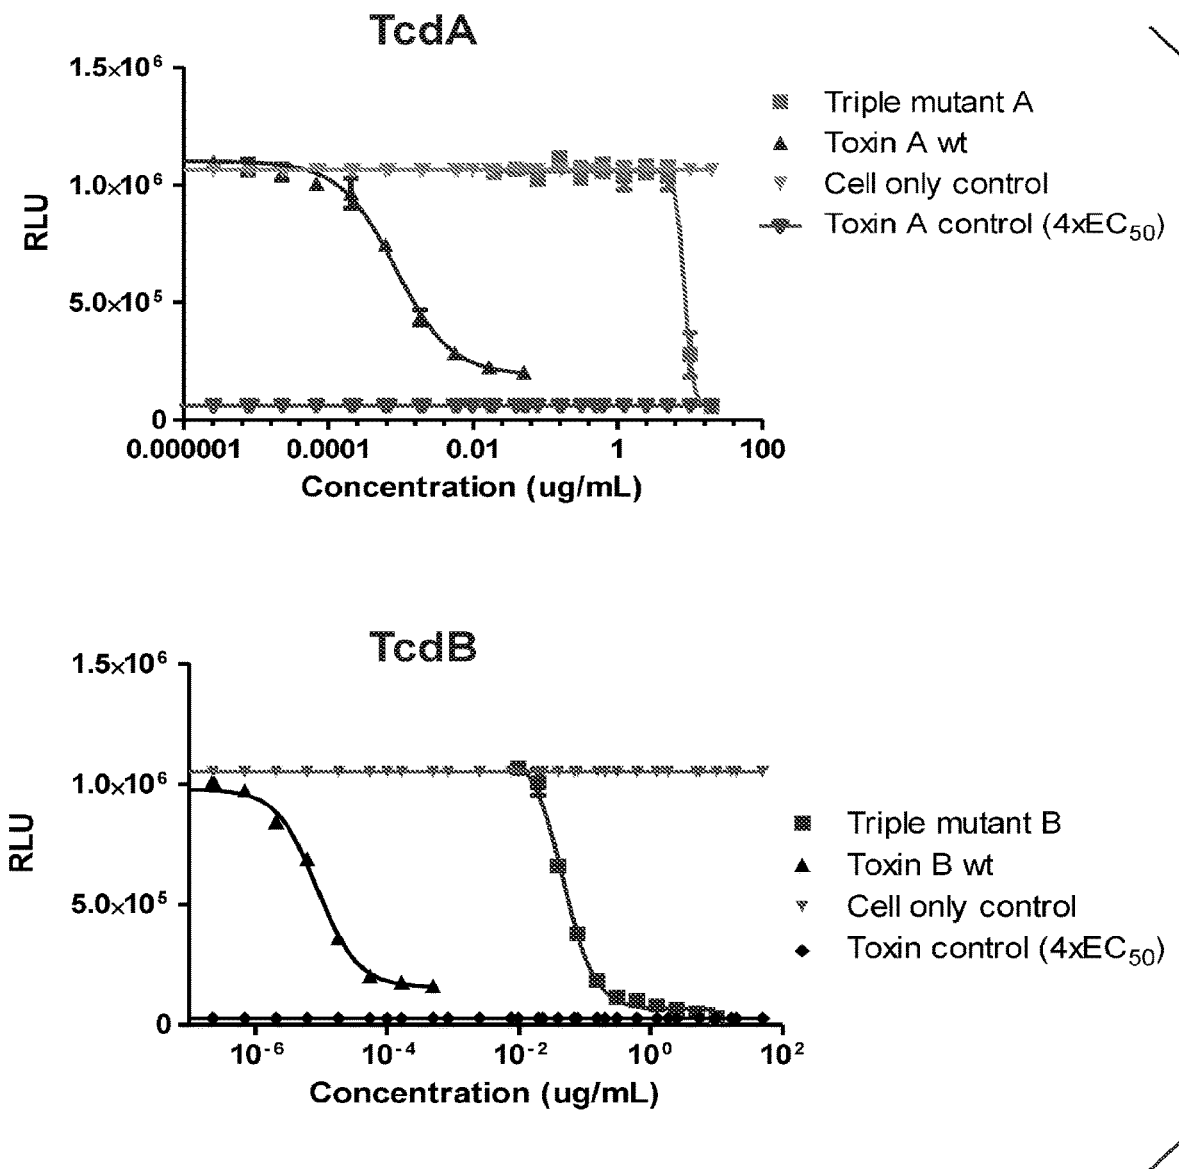 TcdA
1.5×10⁶
1.0×10⁶
5.0×10⁵
0
RLU
0.000001 0.0001 0.01 1 100
Concentration (ug/mL)
Triple mutant A
Toxin A wt
Cell only control
Toxin A control (4xEC₅₀)
TcdB
1.5×10⁶
1.0×10⁶
5.0×10⁵
0
RLU
10⁻⁶ 10⁻⁴ 10⁻² 10⁰ 10²
Concentration (ug/mL)
Triple mutant B
Toxin B wt
Cell only control
Toxin control (4xEC₅₀)